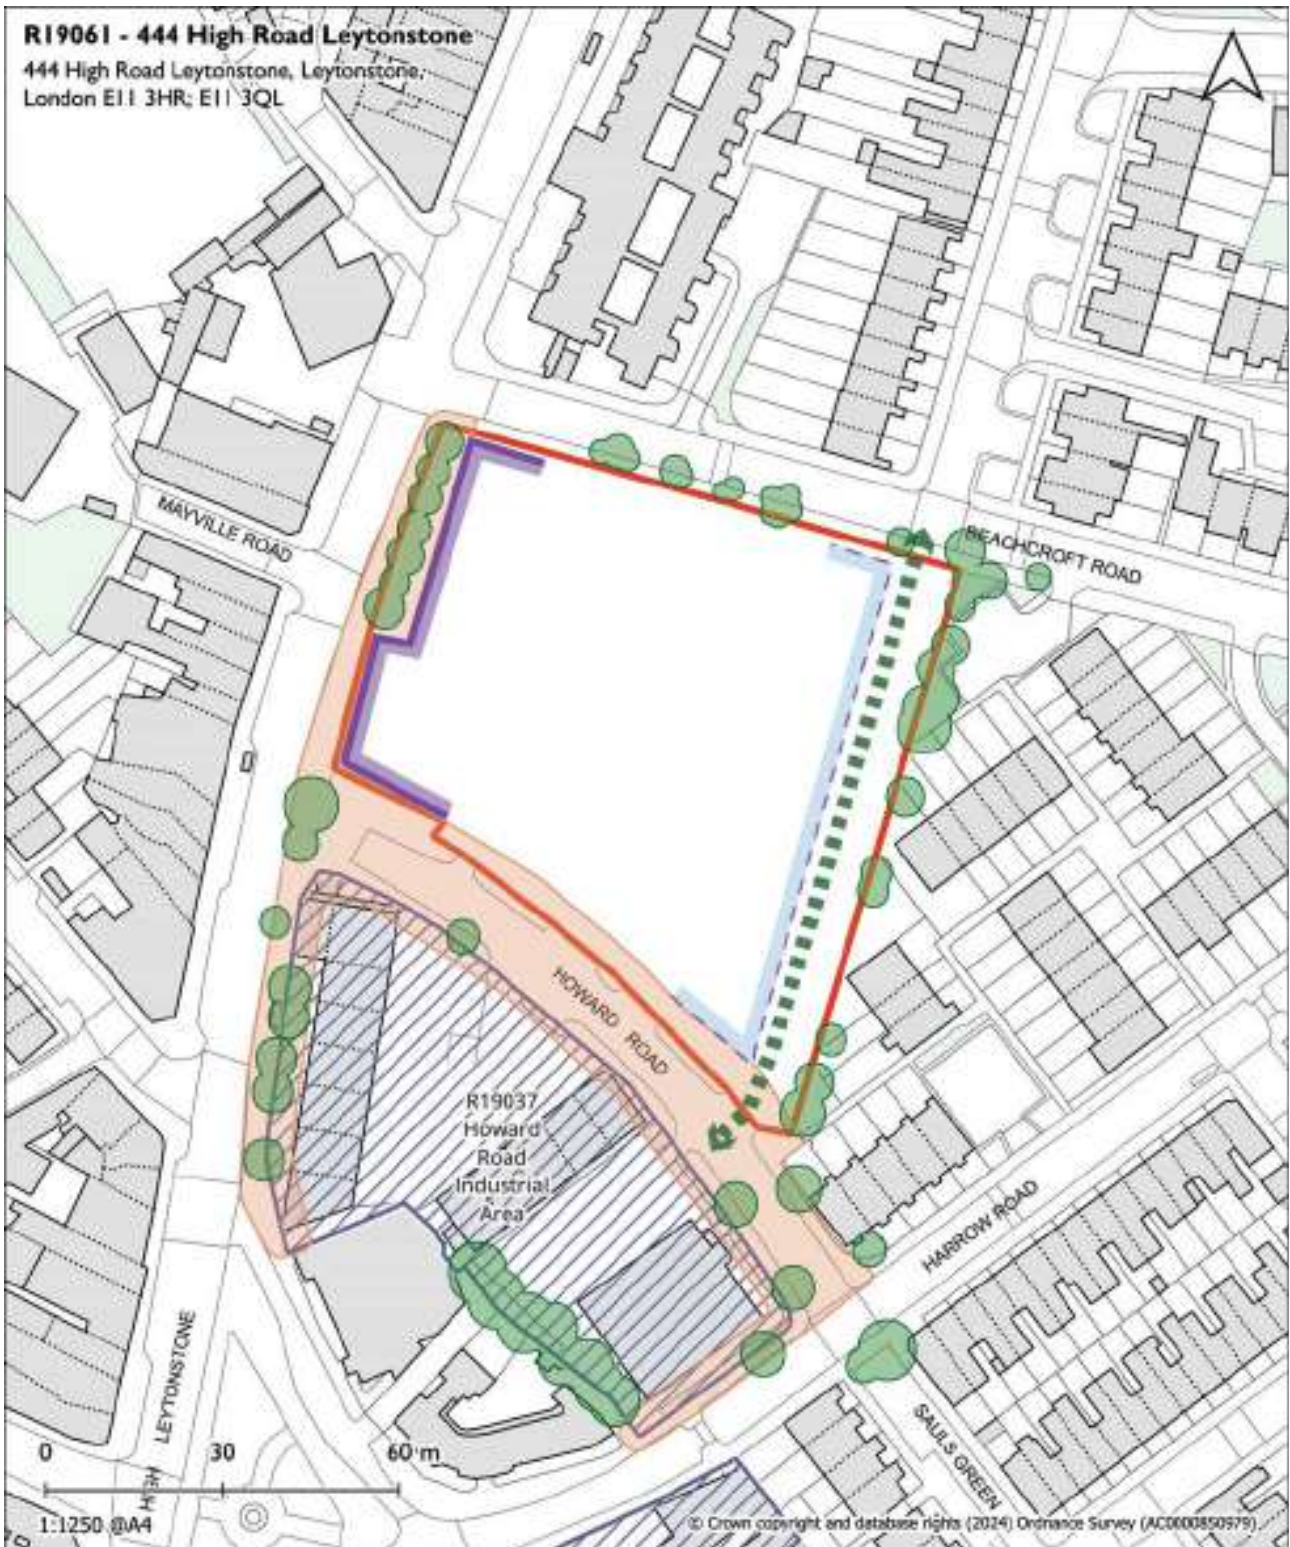 R19061 - 444 High Road Leytonstone
444 High Road Leytonstone, Leytonstone,
London E11 3HR; E11 3QL
MAYVILLE ROAD
BEACHCROFT ROAD
HOWARD ROAD
R19037
Howard
Road
Industrial
Area
HARROW ROAD
SAULS GREEN
HIGH LEYTONSTONE
0 30 60 m
1:1250 @A4
© Crown copyright and database rights (2024) Ordnance Survey (AC0000850979).